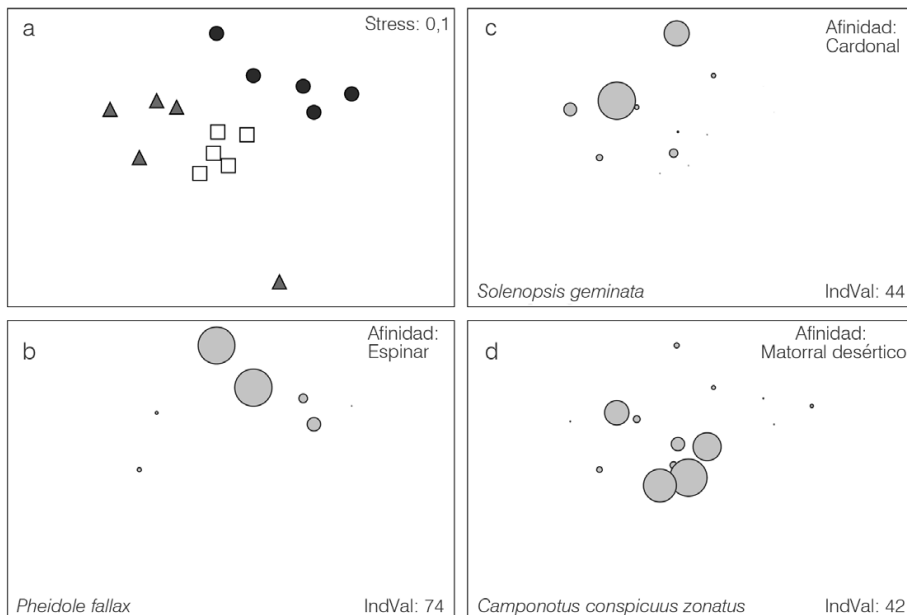 a
Stress: 0,1
c
Afinidad:
Cardonal
Solenopsis geminata
IndVal: 44
b
Afinidad:
Espinar
Pheidole fallax
IndVal: 74
d
Afinidad:
Matorral desértico
Camponotus conspicuus zonatus
IndVal: 42